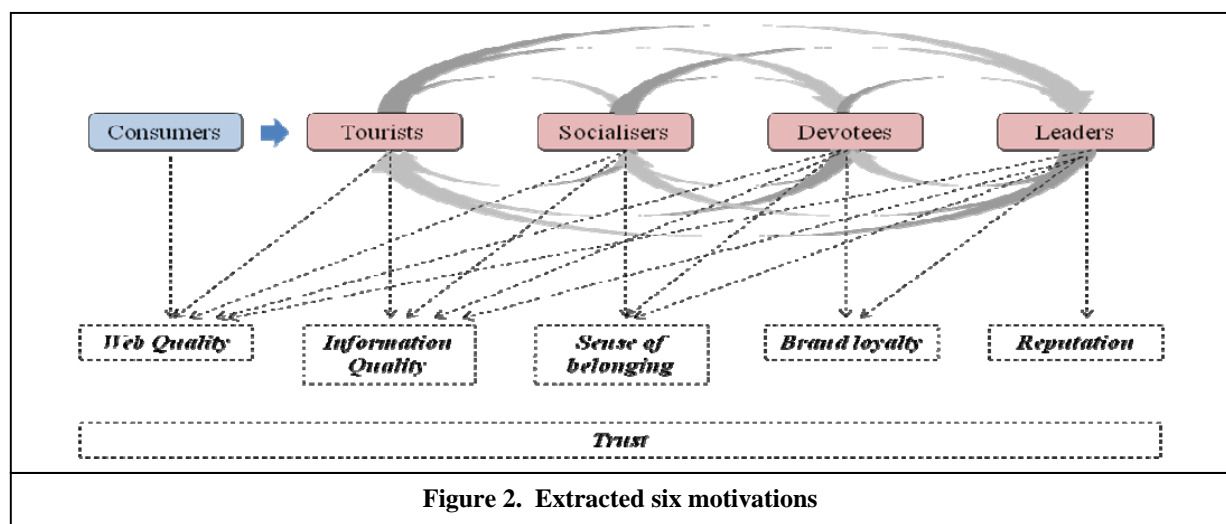 Consumers Tourists Socialisers Devotees Leaders
Web Quality Information Quality Sense of belonging Brand loyalty Reputation
Trust
Figure 2. Extracted six motivations